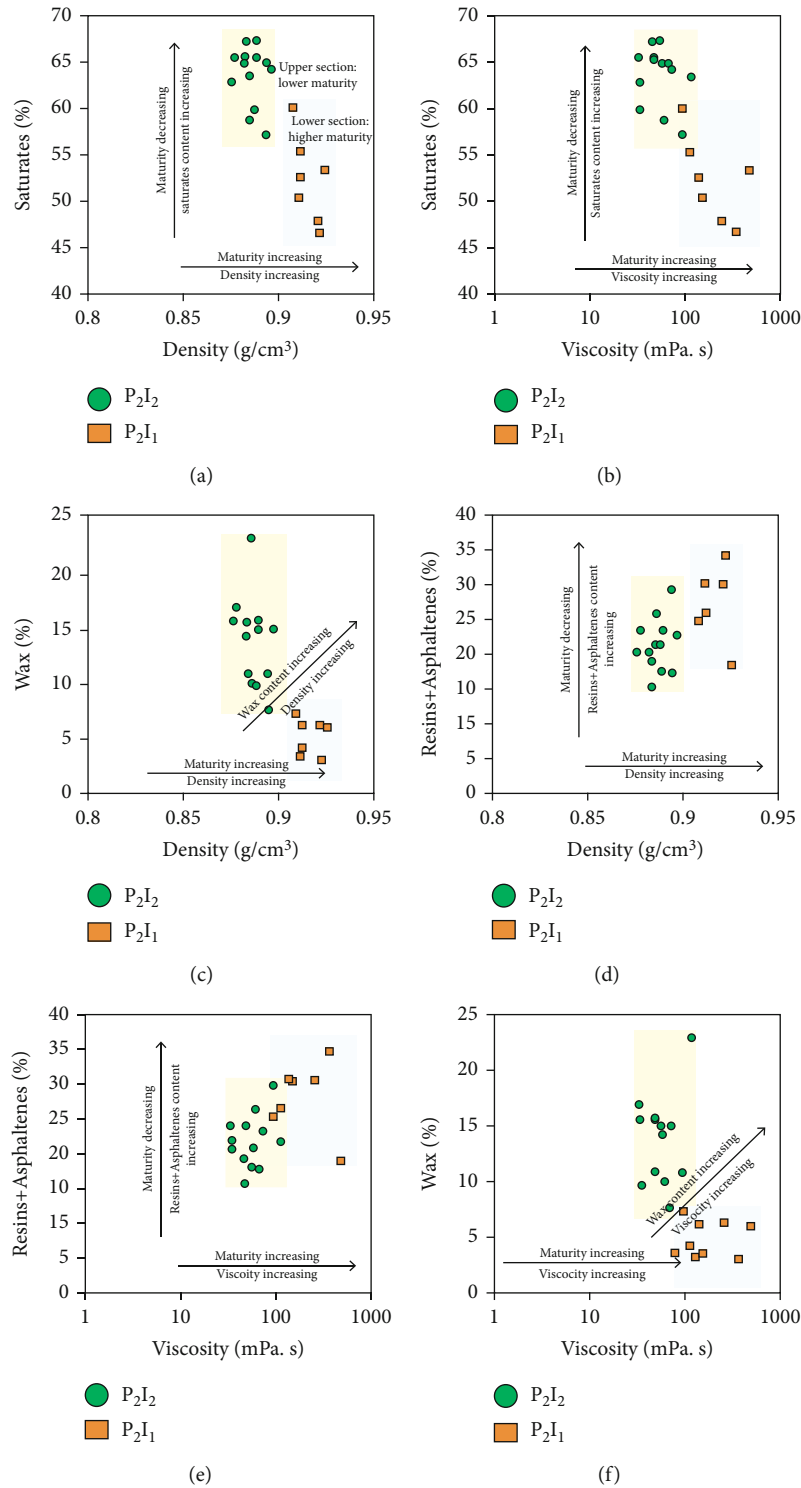 70
65
60
55
50
45
40
Saturates (%)
Maturity decreasing
saturates content increasing
Upper section:
lower maturity
Lower section:
higher maturity
Maturity increasing
Density increasing
0.8 0.85 0.9 0.95
Density (g/cm³)
P₂I₂
P₂I₁
(a)
70
65
60
55
50
45
40
Saturates (%)
Maturity decreasing
Saturates content increasing
Maturity increasing
Viscosity increasing
1 10 100 1000
Viscosity (mPa. s)
P₂I₂
P₂I₁
(b)
25
20
15
10
5
0
Wax (%)
Wax content increasing
Density increasing
Maturity increasing
Density increasing
0.8 0.85 0.9 0.95
Density (g/cm³)
P₂I₂
P₂I₁
(c)
40
35
30
25
20
10
10
5
0
Resins+Asphaltenes (%)
Maturity decreasing
Resins+Asphaltenes content
increasing
Maturity increasing
Density increasing
0.8 0.85 0.9 0.95
Density (g/cm³)
P₂I₂
P₂I₁
(d)
40
35
30
25
20
10
10
5
0
Resins+Asphaltenes (%)
Maturity decreasing
Resins+Asphaltenes content
increasing
Maturity increasing
Viscoity increasing
1 10 100 1000
Viscosity (mPa. s)
P₂I₂
P₂I₁
(e)
25
20
15
10
5
0
Wax (%)
Wax content increasing
Viscocity increasing
Maturity increasing
Viscocity increasing
1 10 100 1000
Viscosity (mPa. s)
P₂I₂
P₂I₁
(f)